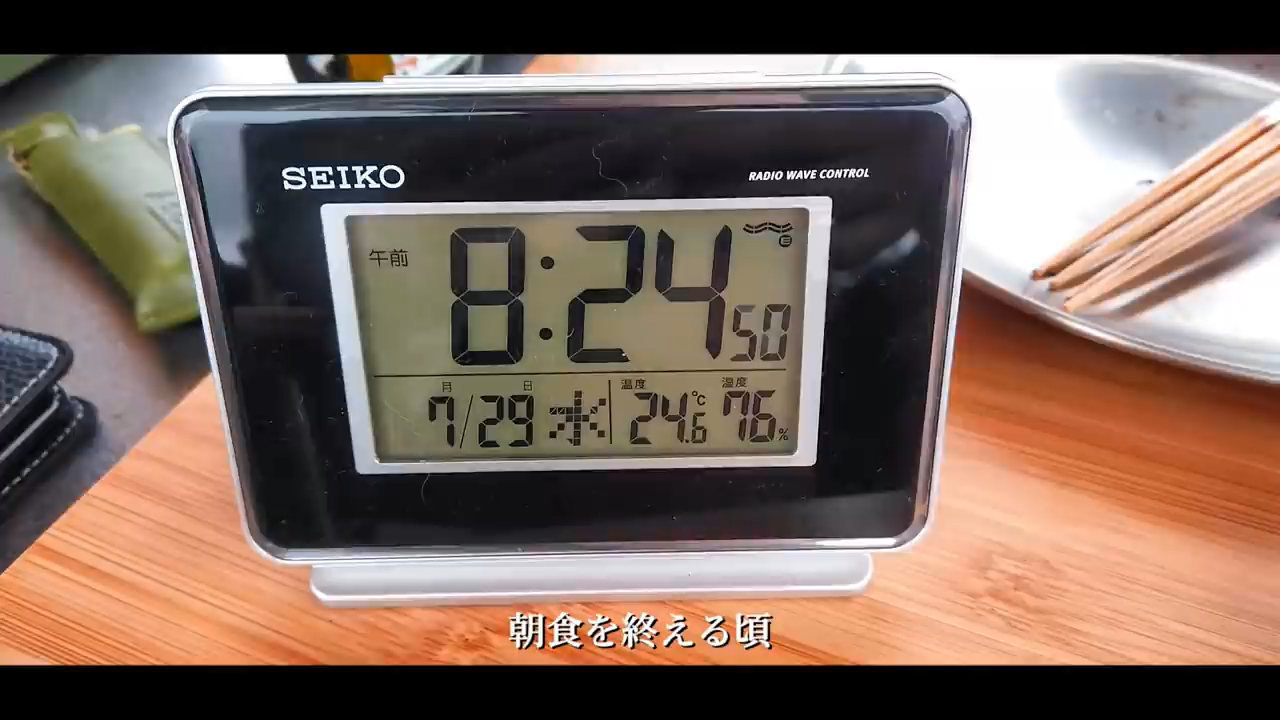 SEIKO
RADIO WAVE CONTROL
午前 8:24 50
月 日 温度 湿度
7/29 水 24.6℃ 76%
朝食を終える頃